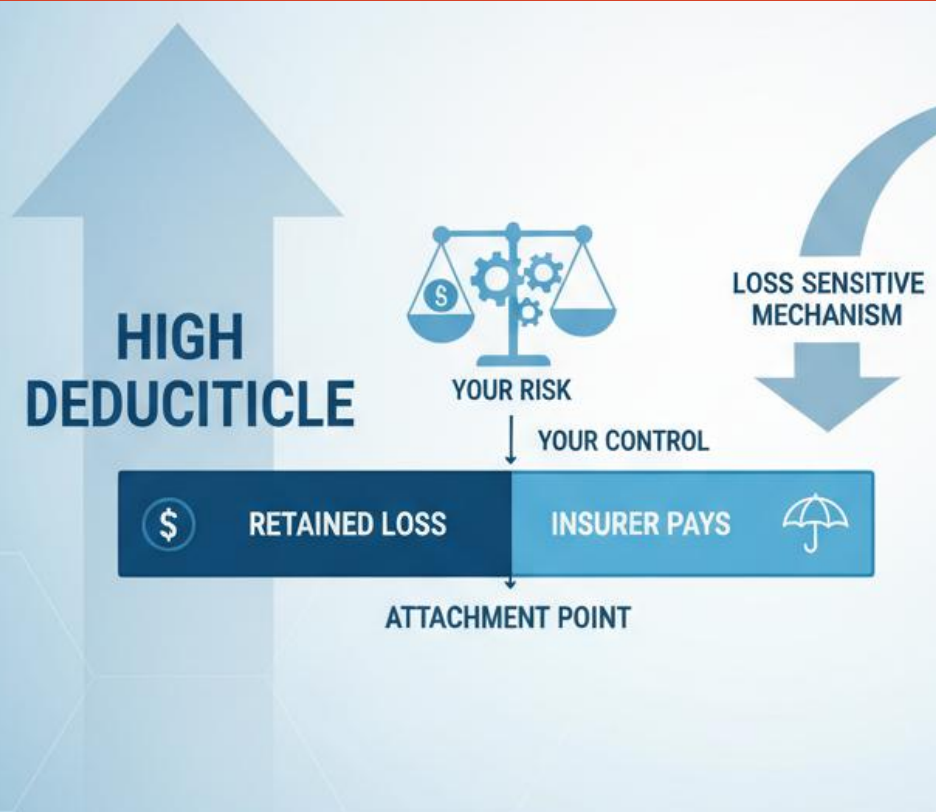 HIGH
DEDUCITICLE
$
YOUR RISK
YOUR CONTROL
LOSS SENSITIVE
MECHANISM
$
RETAINED LOSS
INSURER PAYS
ATTACHMENT POINT